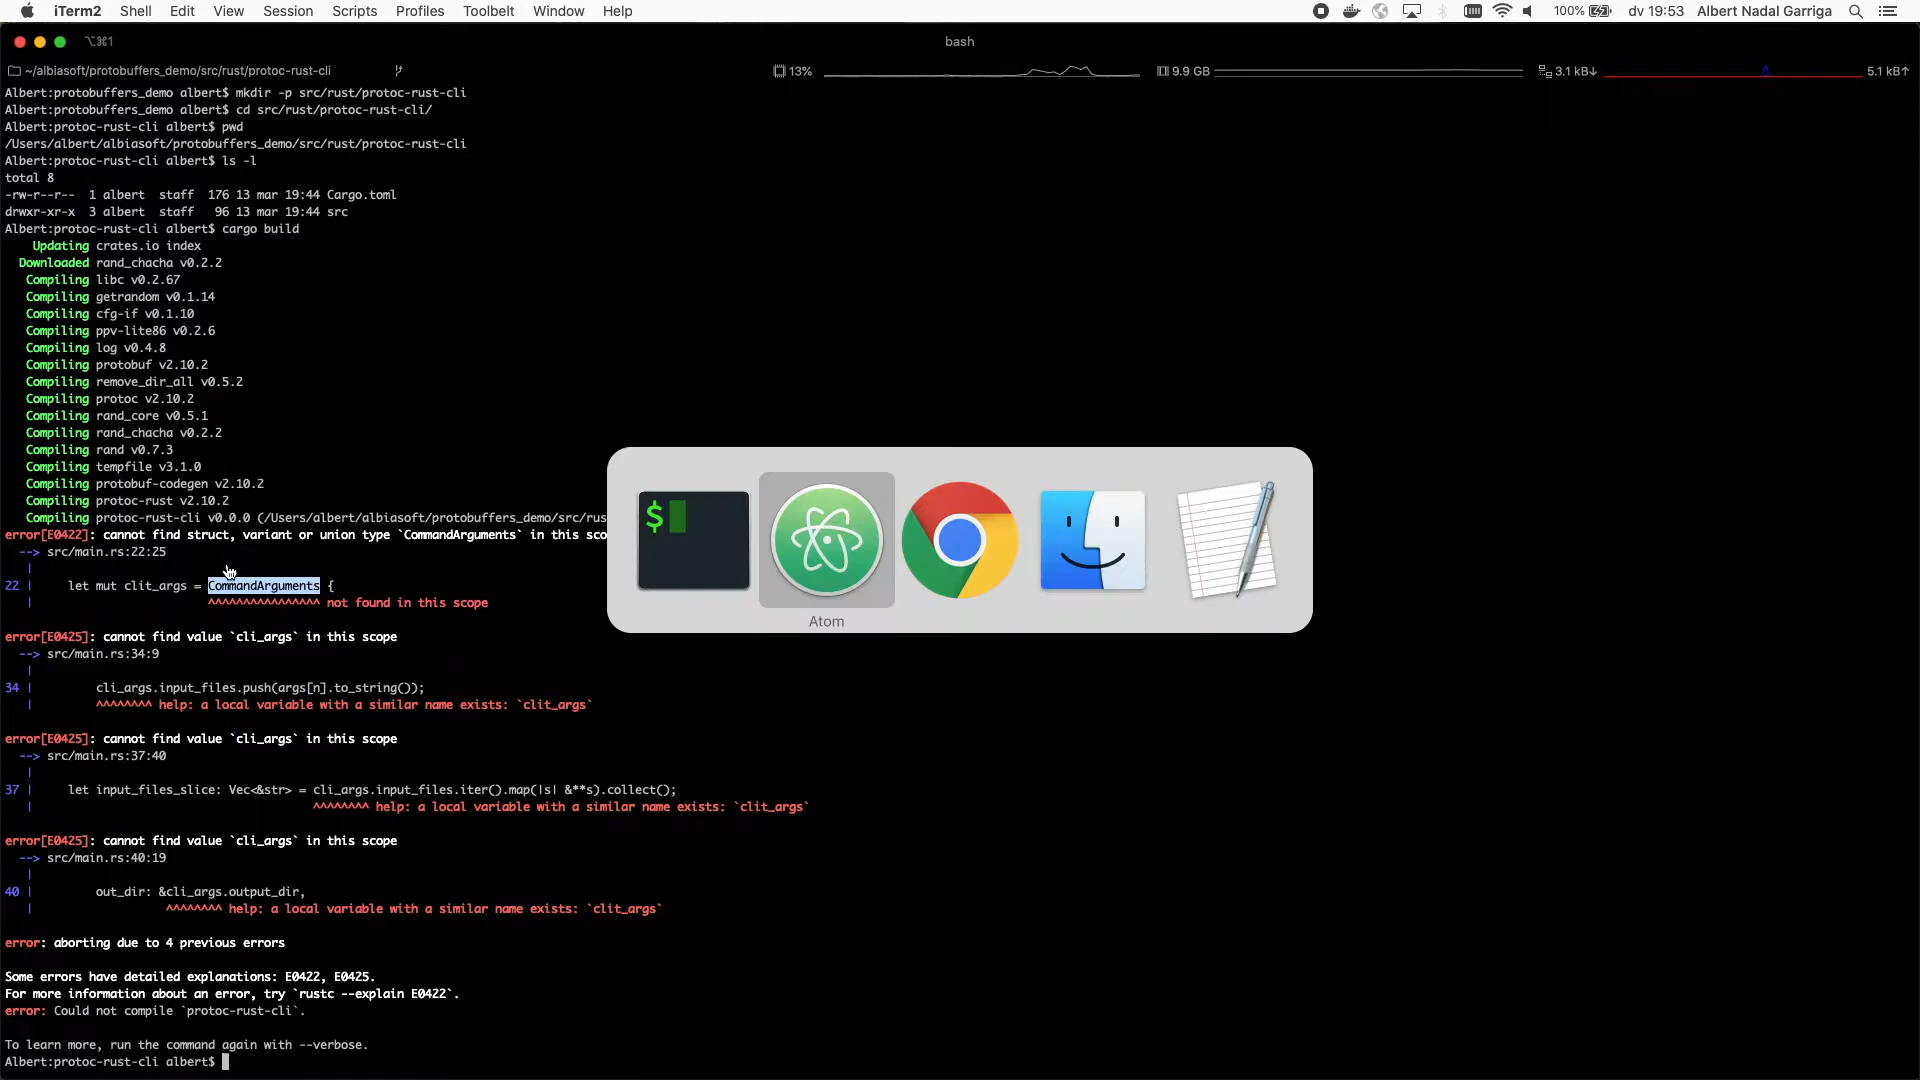 iTerm2 Shell Edit View Session Scripts Profiles Toolbelt Window Help 100% dv 19:53 Albert Nadal Garriga
⌥⌘1 bash
~/albiasoft/protobuffers_demo/src/rust/protoc-rust-cli 13% 9.9 GB 3.1 kB↓ 5.1 kB↑
Albert:protobuffers_demo albert$ mkdir -p src/rust/protoc-rust-cli
Albert:protobuffers_demo albert$ cd src/rust/protoc-rust-cli/
Albert:protoc-rust-cli albert$ pwd
/Users/albert/albiasoft/protobuffers_demo/src/rust/protoc-rust-cli
Albert:protoc-rust-cli albert$ ls -l
total 8
-rw-r--r--  1 albert  staff  176 13 mar 19:44 Cargo.toml
drwxr-xr-x  3 albert  staff   96 13 mar 19:44 src
Albert:protoc-rust-cli albert$ cargo build
    Updating crates.io index
  Downloaded rand_chacha v0.2.2
   Compiling libc v0.2.67
   Compiling getrandom v0.1.14
   Compiling cfg-if v0.1.10
   Compiling ppv-lite86 v0.2.6
   Compiling log v0.4.8
   Compiling protobuf v2.10.2
   Compiling remove_dir_all v0.5.2
   Compiling protoc v2.10.2
   Compiling rand_core v0.5.1
   Compiling rand_chacha v0.2.2
   Compiling rand v0.7.3
   Compiling tempfile v3.1.0
   Compiling protobuf-codegen v2.10.2
   Compiling protoc-rust v2.10.2
   Compiling protoc-rust-cli v0.0.0 (/Users/albert/albiasoft/protobuffers_demo/src/rus
error[E0422]: cannot find struct, variant or union type `CommandArguments` in this sco
  --> src/main.rs:22:25
   |
22 |     let mut clit_args = CommandArguments {
   |                         ^^^^^^^^^^^^^^^^ not found in this scope
error[E0425]: cannot find value `cli_args` in this scope
  --> src/main.rs:34:9
   |
34 |         cli_args.input_files.push(args[n].to_string());
   |         ^^^^^^^^ help: a local variable with a similar name exists: `clit_args`
error[E0425]: cannot find value `cli_args` in this scope
  --> src/main.rs:37:40
   |
37 |     let input_files_slice: Vec<&str> = cli_args.input_files.iter().map(|s| &**s).collect();
   |                                        ^^^^^^^^ help: a local variable with a similar name exists: `clit_args`
error[E0425]: cannot find value `cli_args` in this scope
  --> src/main.rs:40:19
   |
40 |         out_dir: &cli_args.output_dir,
   |                   ^^^^^^^^ help: a local variable with a similar name exists: `clit_args`
error: aborting due to 4 previous errors
Some errors have detailed explanations: E0422, E0425.
For more information about an error, try `rustc --explain E0422`.
error: Could not compile `protoc-rust-cli`.
To learn more, run the command again with --verbose.
Albert:protoc-rust-cli albert$
$
Atom